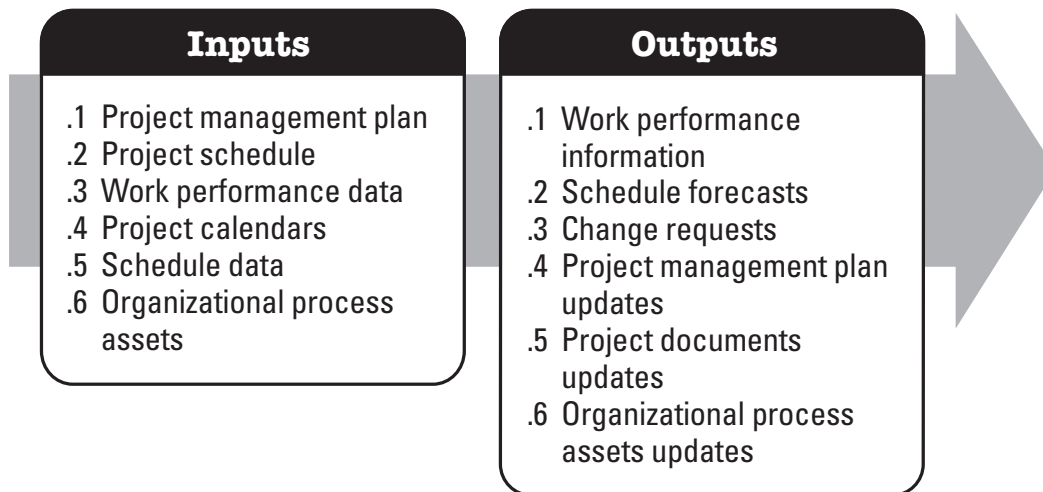 Inputs
.1 Project management plan
.2 Project schedule
.3 Work performance data
.4 Project calendars
.5 Schedule data
.6 Organizational process
assets
Outputs
.1 Work performance
information
.2 Schedule forecasts
.3 Change requests
.4 Project management plan
updates
.5 Project documents
updates
.6 Organizational process
assets updates